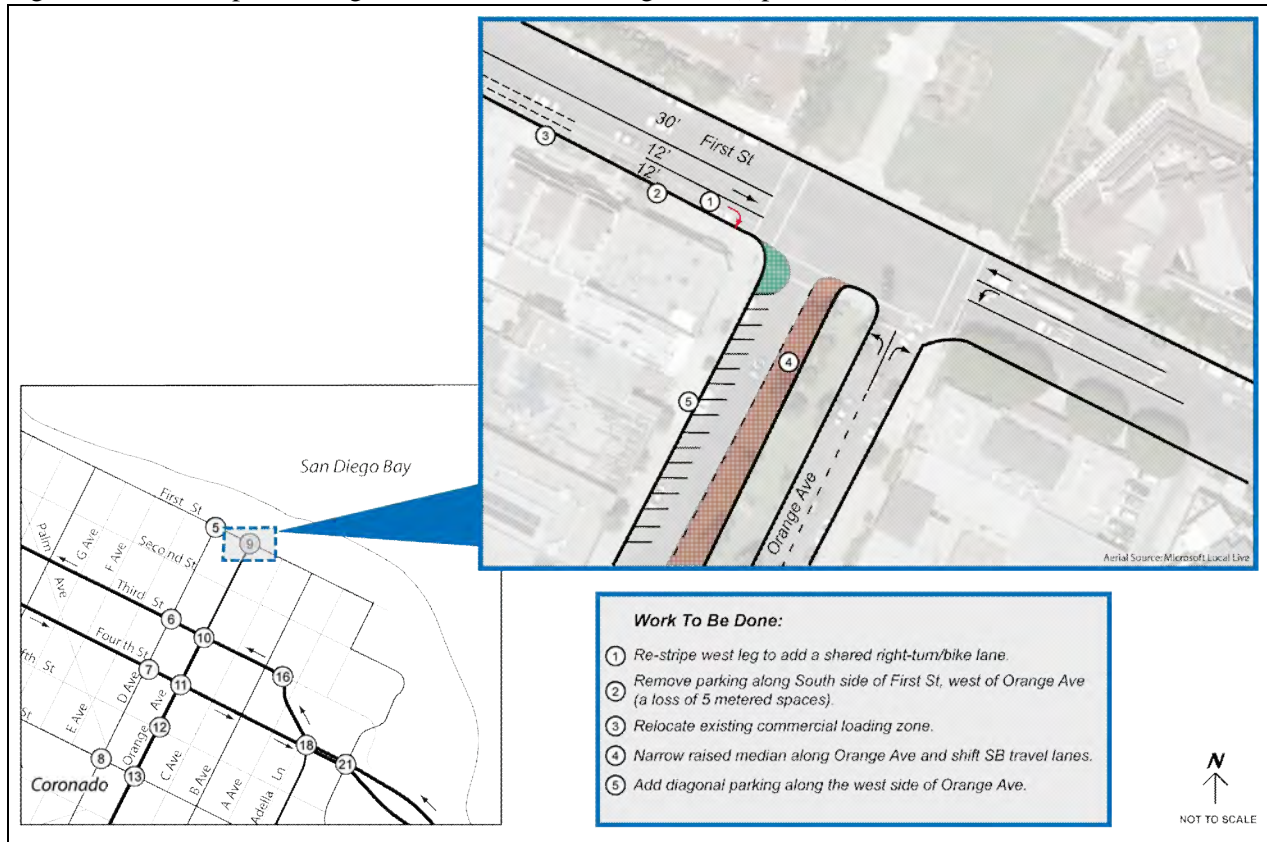 30'
First St
12'
12'
3
2
1
4
5
Orange Ave
Aerial Source: Microsoft Local Live
San Diego Bay
First St
5
9
Palm
Ave
G Ave
F Ave
Second St
Third St
6
10
Fourth St
7
11
16
D Ave
E Ave
Orange Ave
12
C Ave
B Ave
A Ave
Adella Ln
18
21
8
13
St
Coronado
Work To Be Done:
1 Re-stripe west leg to add a shared right-turn/bike lane.
2 Remove parking along South side of First St, west of Orange Ave
(a loss of 5 metered spaces).
3 Relocate existing commercial loading zone.
4 Narrow raised median along Orange Ave and shift SB travel lanes.
5 Add diagonal parking along the west side of Orange Ave.
N
NOT TO SCALE